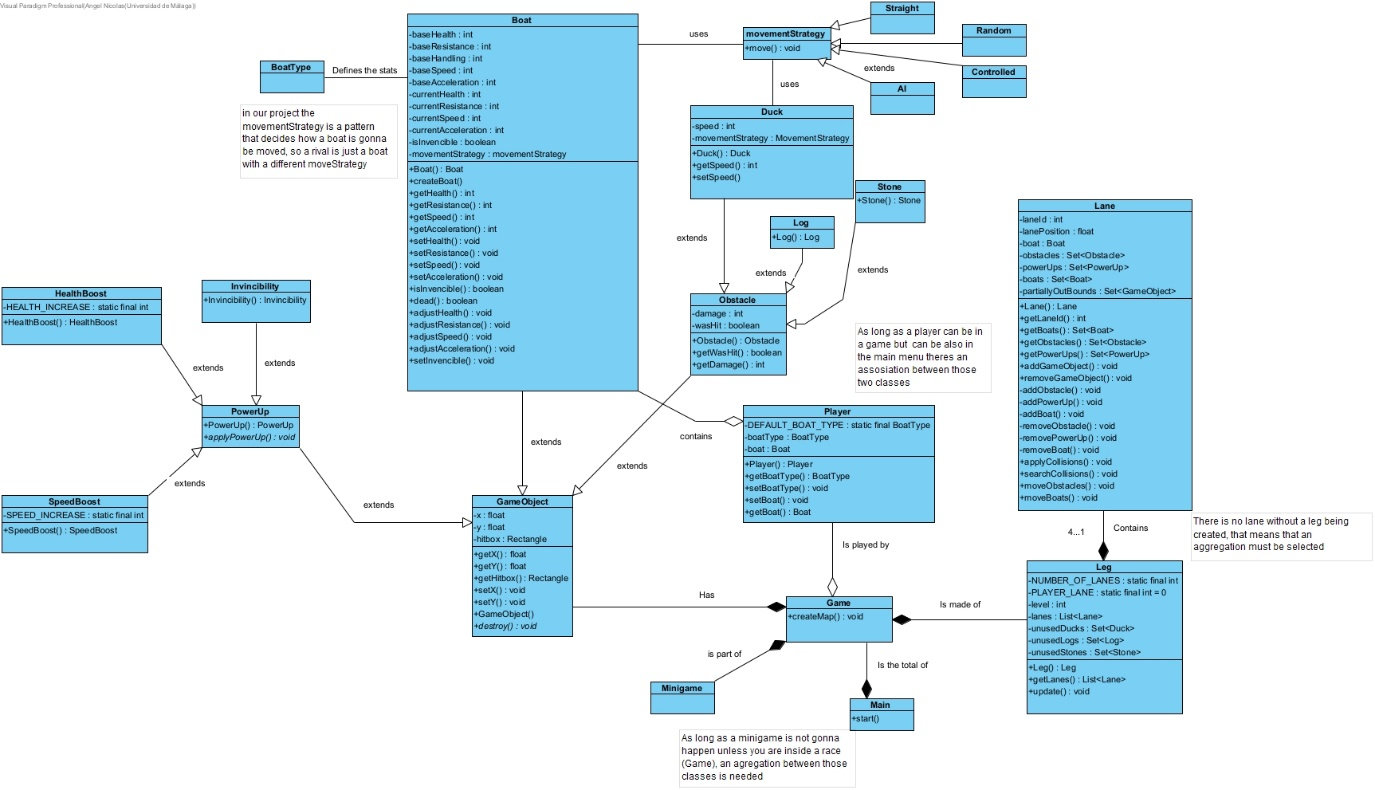 Visual Paradigm Professional(Angel Nicolas(Universidad de Málaga))
Boat
-baseHealth : int
-baseResistance : int
-baseHandling : int
-baseSpeed : int
-baseAcceleration : int
-currentHealth : int
-currentResistance : int
-currentSpeed : int
-currentAcceleration : int
-isInvencible : boolean
-movementStrategy : movementStrategy
+Boat() : Boat
+createBoat()
+getHealth() : int
+getResistance() : int
+getSpeed() : int
+getAcceleration() : int
+setHealth() : void
+setResistance() : void
+setSpeed() : void
+setAcceleration() : void
+isInvencible() : boolean
+dead() : boolean
+adjustHealth() : void
+adjustResistance() : void
+adjustSpeed() : void
+adjustAcceleration() : void
+setInvencible() : void
BoatType
Defines the stats
in our project the
movementStrategy is a pattern
that decides how a boat is gonna
be moved, so a rival is just a boat
with a different moveStrategy
uses
movementStrategy
+move() : void
Straight
Random
Controlled
AI
extends
uses
Duck
-speed : int
-movementStrategy : MovementStrategy
+Duck() : Duck
+getSpeed() : int
+setSpeed()
Stone
+Stone() : Stone
Log
+Log() : Log
extends
extends
extends
Obstacle
-damage : int
-wasHit : boolean
+Obstacle() : Obstacle
+getWasHit() : boolean
+getDamage() : int
As long as a player can be in
a game but can be also in
the main menu theres an
assosiation between those
two classes
Lane
-laneId : int
-lanePosition : float
-boat : Boat
-obstacles : Set<Obstacle>
-powerUps : Set<PowerUp>
-boats : Set<Boat>
-partiallyOutBounds : Set<GameObject>
+Lane() : Lane
+getLaneId() : int
+getBoats() : Set<Boat>
+getObstacles() : Set<Obstacle>
+getPowerUps() : Set<PowerUp>
+addGameObject() : void
+removeGameObject() : void
-addObstacle() : void
-addPowerUp() : void
-addBoat() : void
-removeObstacle() : void
-removePowerUp() : void
-removeBoat() : void
+applyCollisions() : void
+searchCollisions() : void
+moveObstacles() : void
+moveBoats() : void
HealthBoost
-HEALTH_INCREASE : static final int
+HealthBoost() : HealthBoost
Invincibility
+Invincibility() : Invincibility
extends
extends
PowerUp
+PowerUp() : PowerUp
+applyPowerUp() : void
extends
SpeedBoost
-SPEED_INCREASE : static final int
+SpeedBoost() : SpeedBoost
extends
extends
extends
contains
GameObject
-x : float
-y : float
-hitbox : Rectangle
+getX() : float
+getY() : float
+getHitbox() : Rectangle
+setX() : void
+setY() : void
+GameObject()
+destroy() : void
Player
-DEFAULT_BOAT_TYPE : static final BoatType
-boatType : BoatType
-boat : Boat
+Player() : Player
+getBoatType() : BoatType
+setBoatType() : void
+setBoat() : void
+getBoat() : Boat
Is played by
4...1
Contains
There is no lane without a leg being
created, that means that an
aggregation must be selected
Has
Game
+createMap() : void
Is made of
Leg
-NUMBER_OF_LANES : static final int
-PLAYER_LANE : static final int = 0
-level : int
-lanes : List<Lane>
-unusedDucks : Set<Duck>
-unusedLogs : Set<Log>
-unusedStones : Set<Stone>
+Leg() : Leg
+getLanes() : List<Lane>
+update() : void
is part of
Is the total of
Minigame
Main
+start()
As long as a minigame is not gonna
happen unless you are inside a race
(Game), an agregation between those
classes is needed